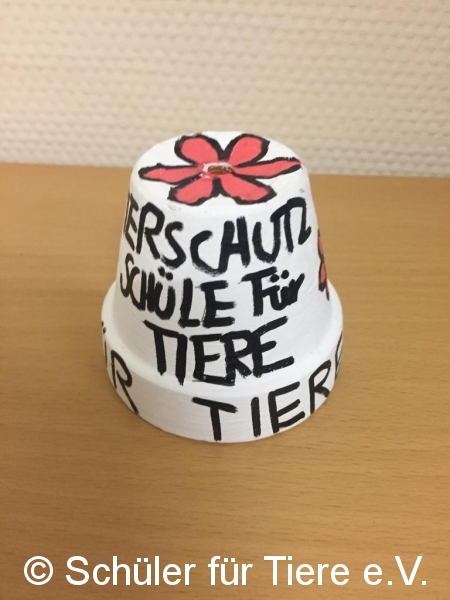 IERSCHUTZ
SCHÜLE Für
TIERE
ÜR TIERE
© Schüler für Tiere e.V.